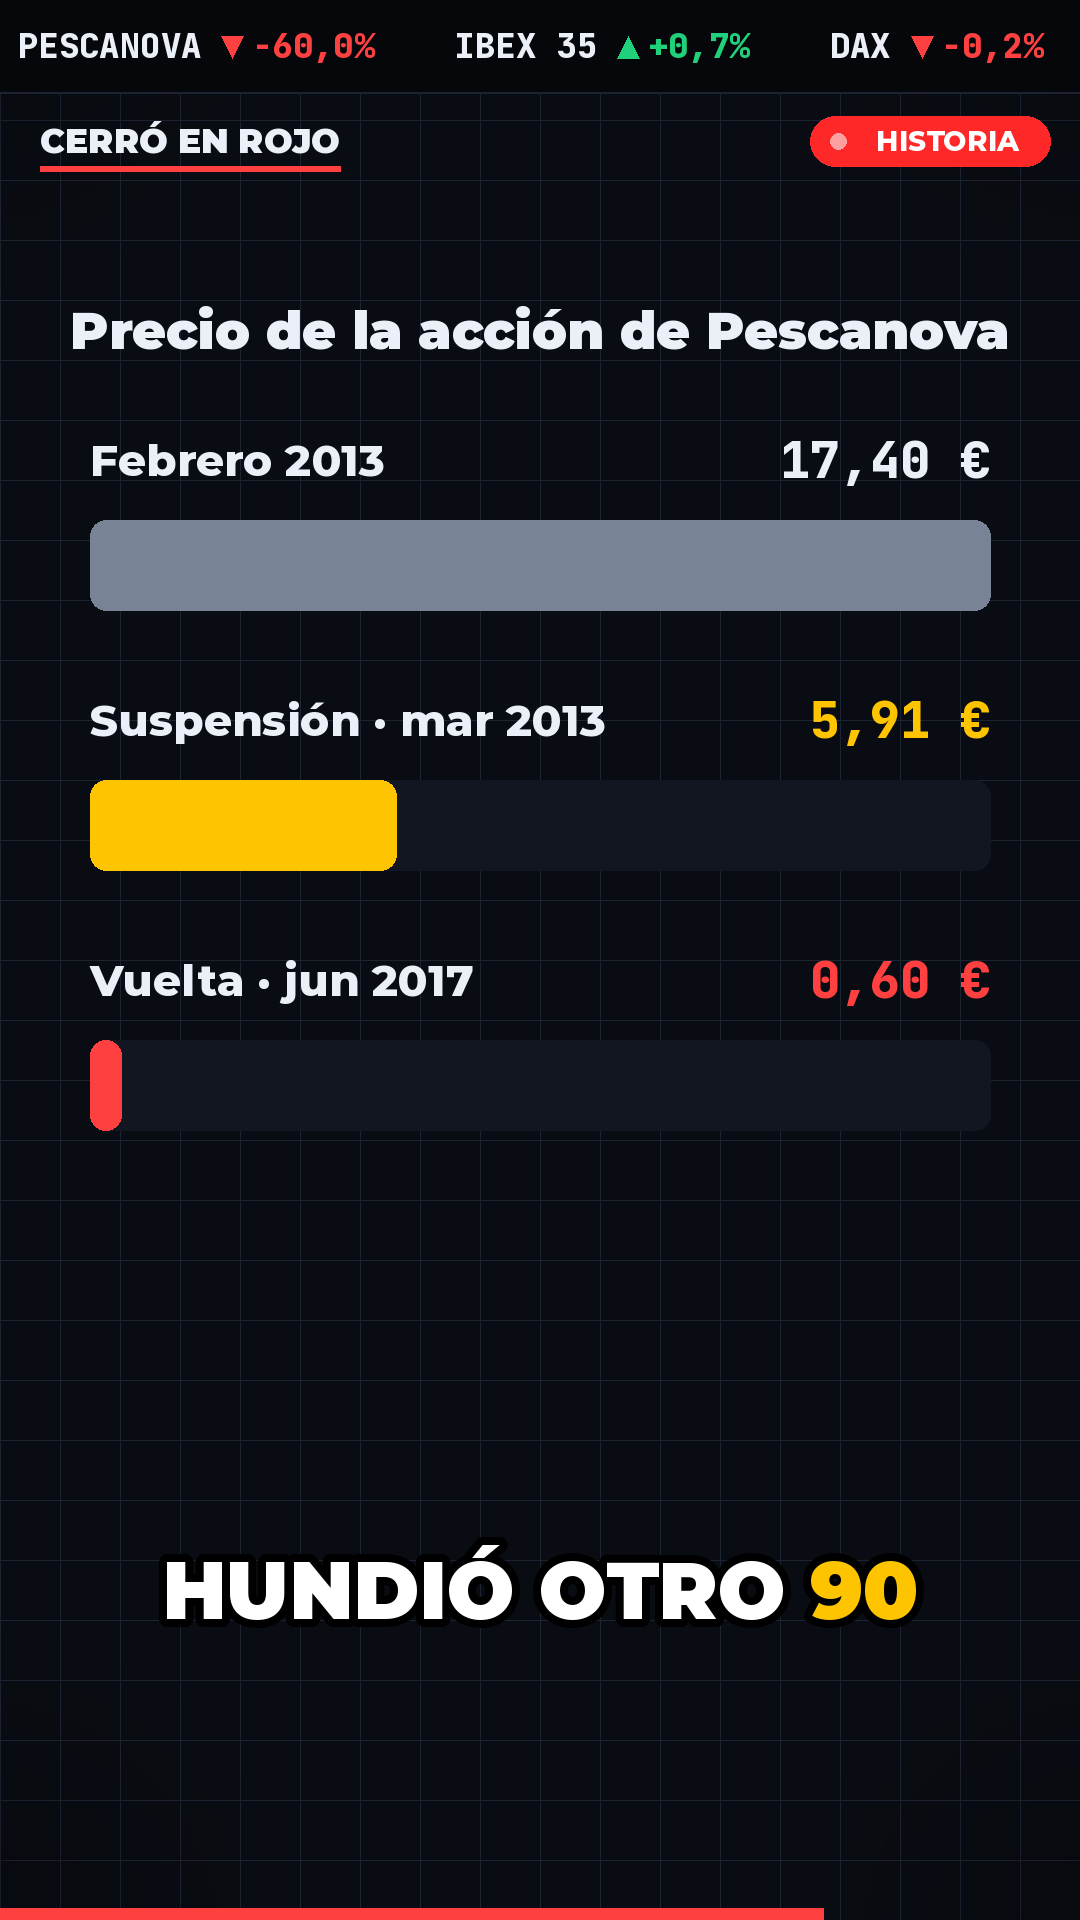 PESCANOVA ▼ -60,0% IBEX 35 ▲ +0,7% DAX ▼ -0,2%
CERRÓ EN ROJO
HISTORIA
Precio de la acción de Pescanova
Febrero 2013 17,40 €
Suspensión · mar 2013 5,91 €
Vuelta · jun 2017 0,60 €
HUNDIÓ OTRO 90